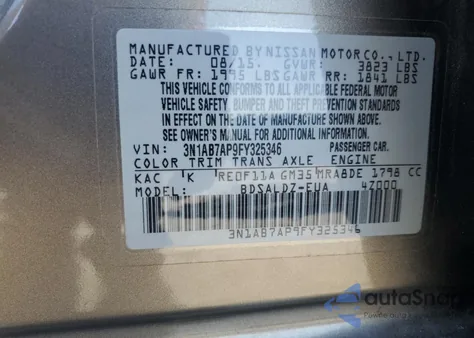 MANUFACTURED BY NISSAN MOTOR CO., LTD.
DATE: 08/15. GVWR: 3823 LBS
GAWR FR: 1995 LBS GAWR RR: 1841 LBS
THIS VEHICLE CONFORMS TO ALL APPLICABLE FEDERAL MOTOR
VEHICLE SAFETY, BUMPER AND THEFT PREVENTION STANDARDS
IN EFFECT ON THE DATE OF MANUFACTURE SHOWN ABOVE.
SEE OWNER'S MANUAL FOR ADDITIONAL INFORMATION
VIN: 3N1AB7AP9FY325346 PASSENGER CAR.
COLOR TRIM TRANS AXLE ENGINE
KAC K RE0F11A GM35 MRA8DE 1798 CC
MODEL: BDSALDZ-EUA 4Z000
3N1AB7AP9FY325346
autoSnap